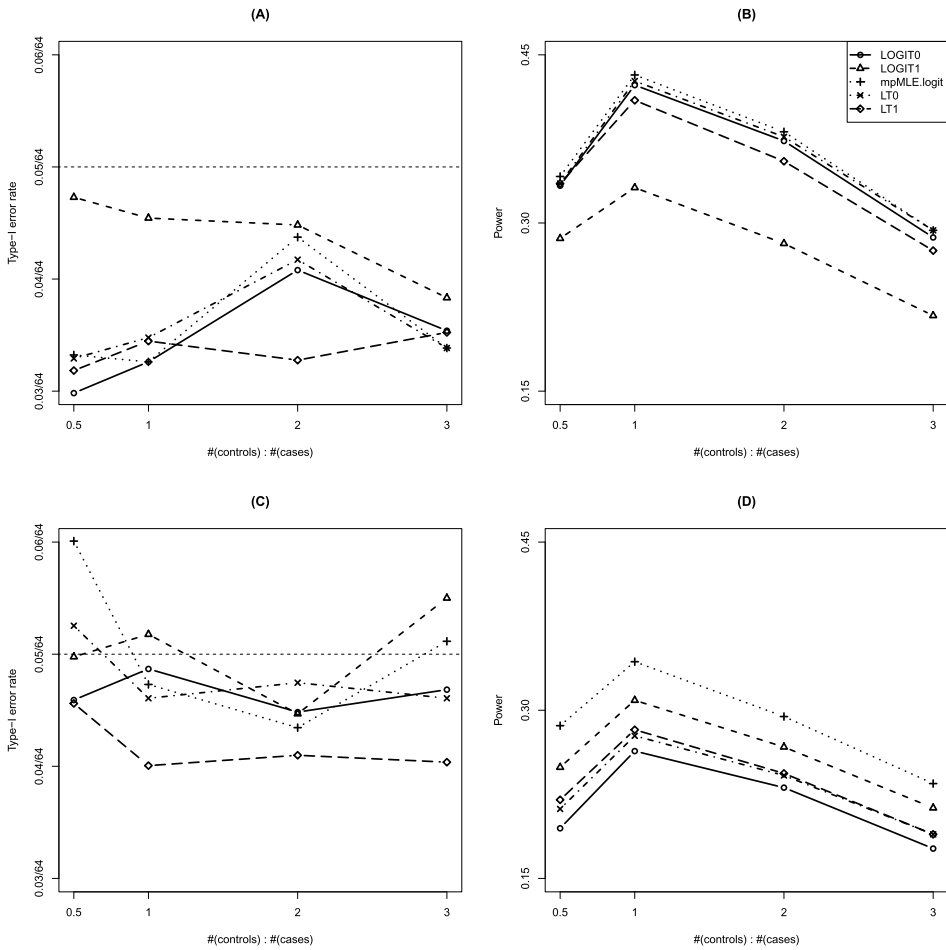 (A)
Type−I error rate
0.06/64
0.05/64
0.04/64
0.03/64
0.5
1
2
3
#(controls) : #(cases)
(B)
Power
0.45
0.30
0.15
LOGIT0
LOGIT1
mpMLE.logit
LT0
LT1
0.5
1
2
3
#(controls) : #(cases)
(C)
Type−I error rate
0.06/64
0.05/64
0.04/64
0.03/64
0.5
1
2
3
#(controls) : #(cases)
(D)
Power
0.45
0.30
0.15
0.5
1
2
3
#(controls) : #(cases)